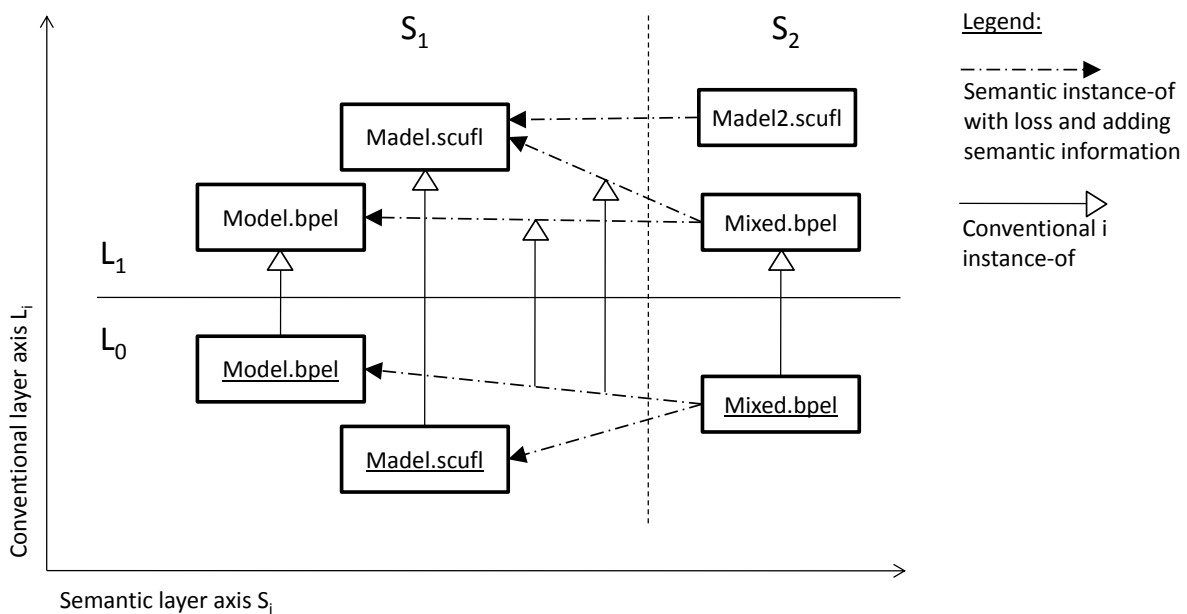 S1
S2
Legend:
Semantic instance-of
with loss and adding
semantic information
Conventional i
instance-of
Madel.scufl
Madel2.scufl
Model.bpel
Mixed.bpel
L1
L0
Model.bpel
Mixed.bpel
Madel.scufl
Conventional layer axis Li
Semantic layer axis Si